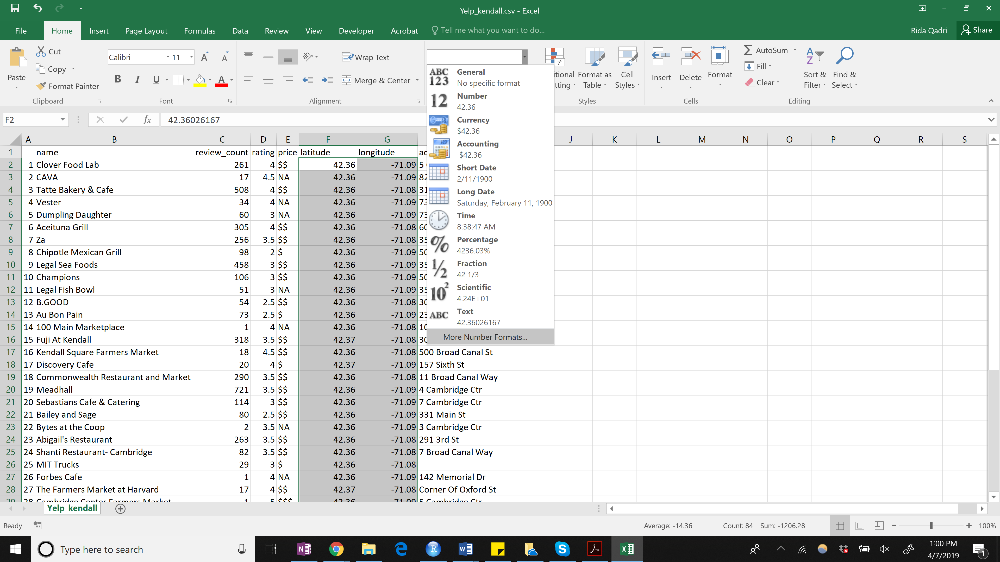 Yelp_kendall.csv - Excel
File Home Insert Page Layout Formulas Data Review View Developer Acrobat Tell me what you want to do... Rida Qadri Share
Paste
Cut
Copy
Format Painter
Clipboard
Calibri 11
B I U A
Font
Wrap Text
Merge & Center
Alignment
itional
tting
Format as
Table
Cell
Styles
Styles
Insert
Delete
Format
Cells
AutoSum
Fill
Clear
Sort &
Filter
Find &
Select
Editing
ABC
123
General
No specific format
12
Number
42.36
Currency
$42.36
Accounting
$42.36
Short Date
2/11/1900
Long Date
Saturday, February 11, 1900
Time
8:38:47 AM
%
Percentage
4236.03%
½
Fraction
42 1/3
10²
Scientific
4.24E+01
ABC
Text
42.36026167
More Number Formats...
F2 fx 42.36026167
A B C D E F G J K L M N O P Q R S
1 name review_count rating price latitude longitude
2 1 Clover Food Lab 261 4 $$ 42.36 -71.09 5
3 2 CAVA 17 4.5 NA 42.36 -71.09 82
4 3 Tatte Bakery & Cafe 508 4 $$ 42.36 -71.08 31
5 4 Vester 34 4 NA 42.36 -71.09 73
6 5 Dumpling Daughter 60 3 NA 42.36 -71.09 73
7 6 Aceituna Grill 305 4 $$ 42.36 -71.08 60
8 7 Za 256 3.5 $$ 42.36 -71.08 35
9 8 Chipotle Mexican Grill 98 2 $ 42.36 -71.09 50
10 9 Legal Sea Foods 458 3 $$ 42.36 -71.09 35
11 10 Champions 106 3 $$ 42.36 -71.09 50
12 11 Legal Fish Bowl 51 3 NA 42.36 -71.09 35
13 12 B.GOOD 54 2.5 $$ 42.36 -71.08 30
14 13 Au Bon Pain 73 2.5 $ 42.36 -71.09 23
15 14 100 Main Marketplace 1 4 NA 42.36 -71.08 10
16 15 Fuji At Kendall 318 3.5 $$ 42.37 -71.08 30
17 16 Kendall Square Farmers Market 18 4.5 $$ 42.36 -71.08 500 Broad Canal St
18 17 Discovery Cafe 20 4 $ 42.37 -71.09 157 Sixth St
19 18 Commonwealth Restaurant and Market 290 3.5 $$ 42.36 -71.08 11 Broad Canal Way
20 19 Meadhall 721 3.5 $$ 42.36 -71.09 4 Cambridge Ctr
21 20 Sebastians Cafe & Catering 114 3 $$ 42.36 -71.09 7 Cambridge Ctr
22 21 Bailey and Sage 80 2.5 $$ 42.36 -71.09 331 Main St
23 22 Bytes at the Coop 2 3.5 NA 42.36 -71.09 3 Cambridge Ctr
24 23 Abigail's Restaurant 263 3.5 $$ 42.36 -71.08 291 3rd St
25 24 Shanti Restaurant- Cambridge 82 3.5 $$ 42.36 -71.08 7 Broad Canal Way
26 25 MIT Trucks 29 3 $ 42.36 -71.08
27 26 Forbes Cafe 1 4 NA 42.36 -71.09 142 Memorial Dr
28 27 The Farmers Market at Harvard 17 4 $$ 42.37 -71.08 Corner Of Oxford St
29 28 Cambridge Center Farmers Market 1 5 $$$ 42.36 -71.09 5 Cambridge Ctr
Yelp_kendall
Ready Average: -14.36 Count: 84 Sum: -1206.28 100%
Type here to search
1:00 PM
4/7/2019
1